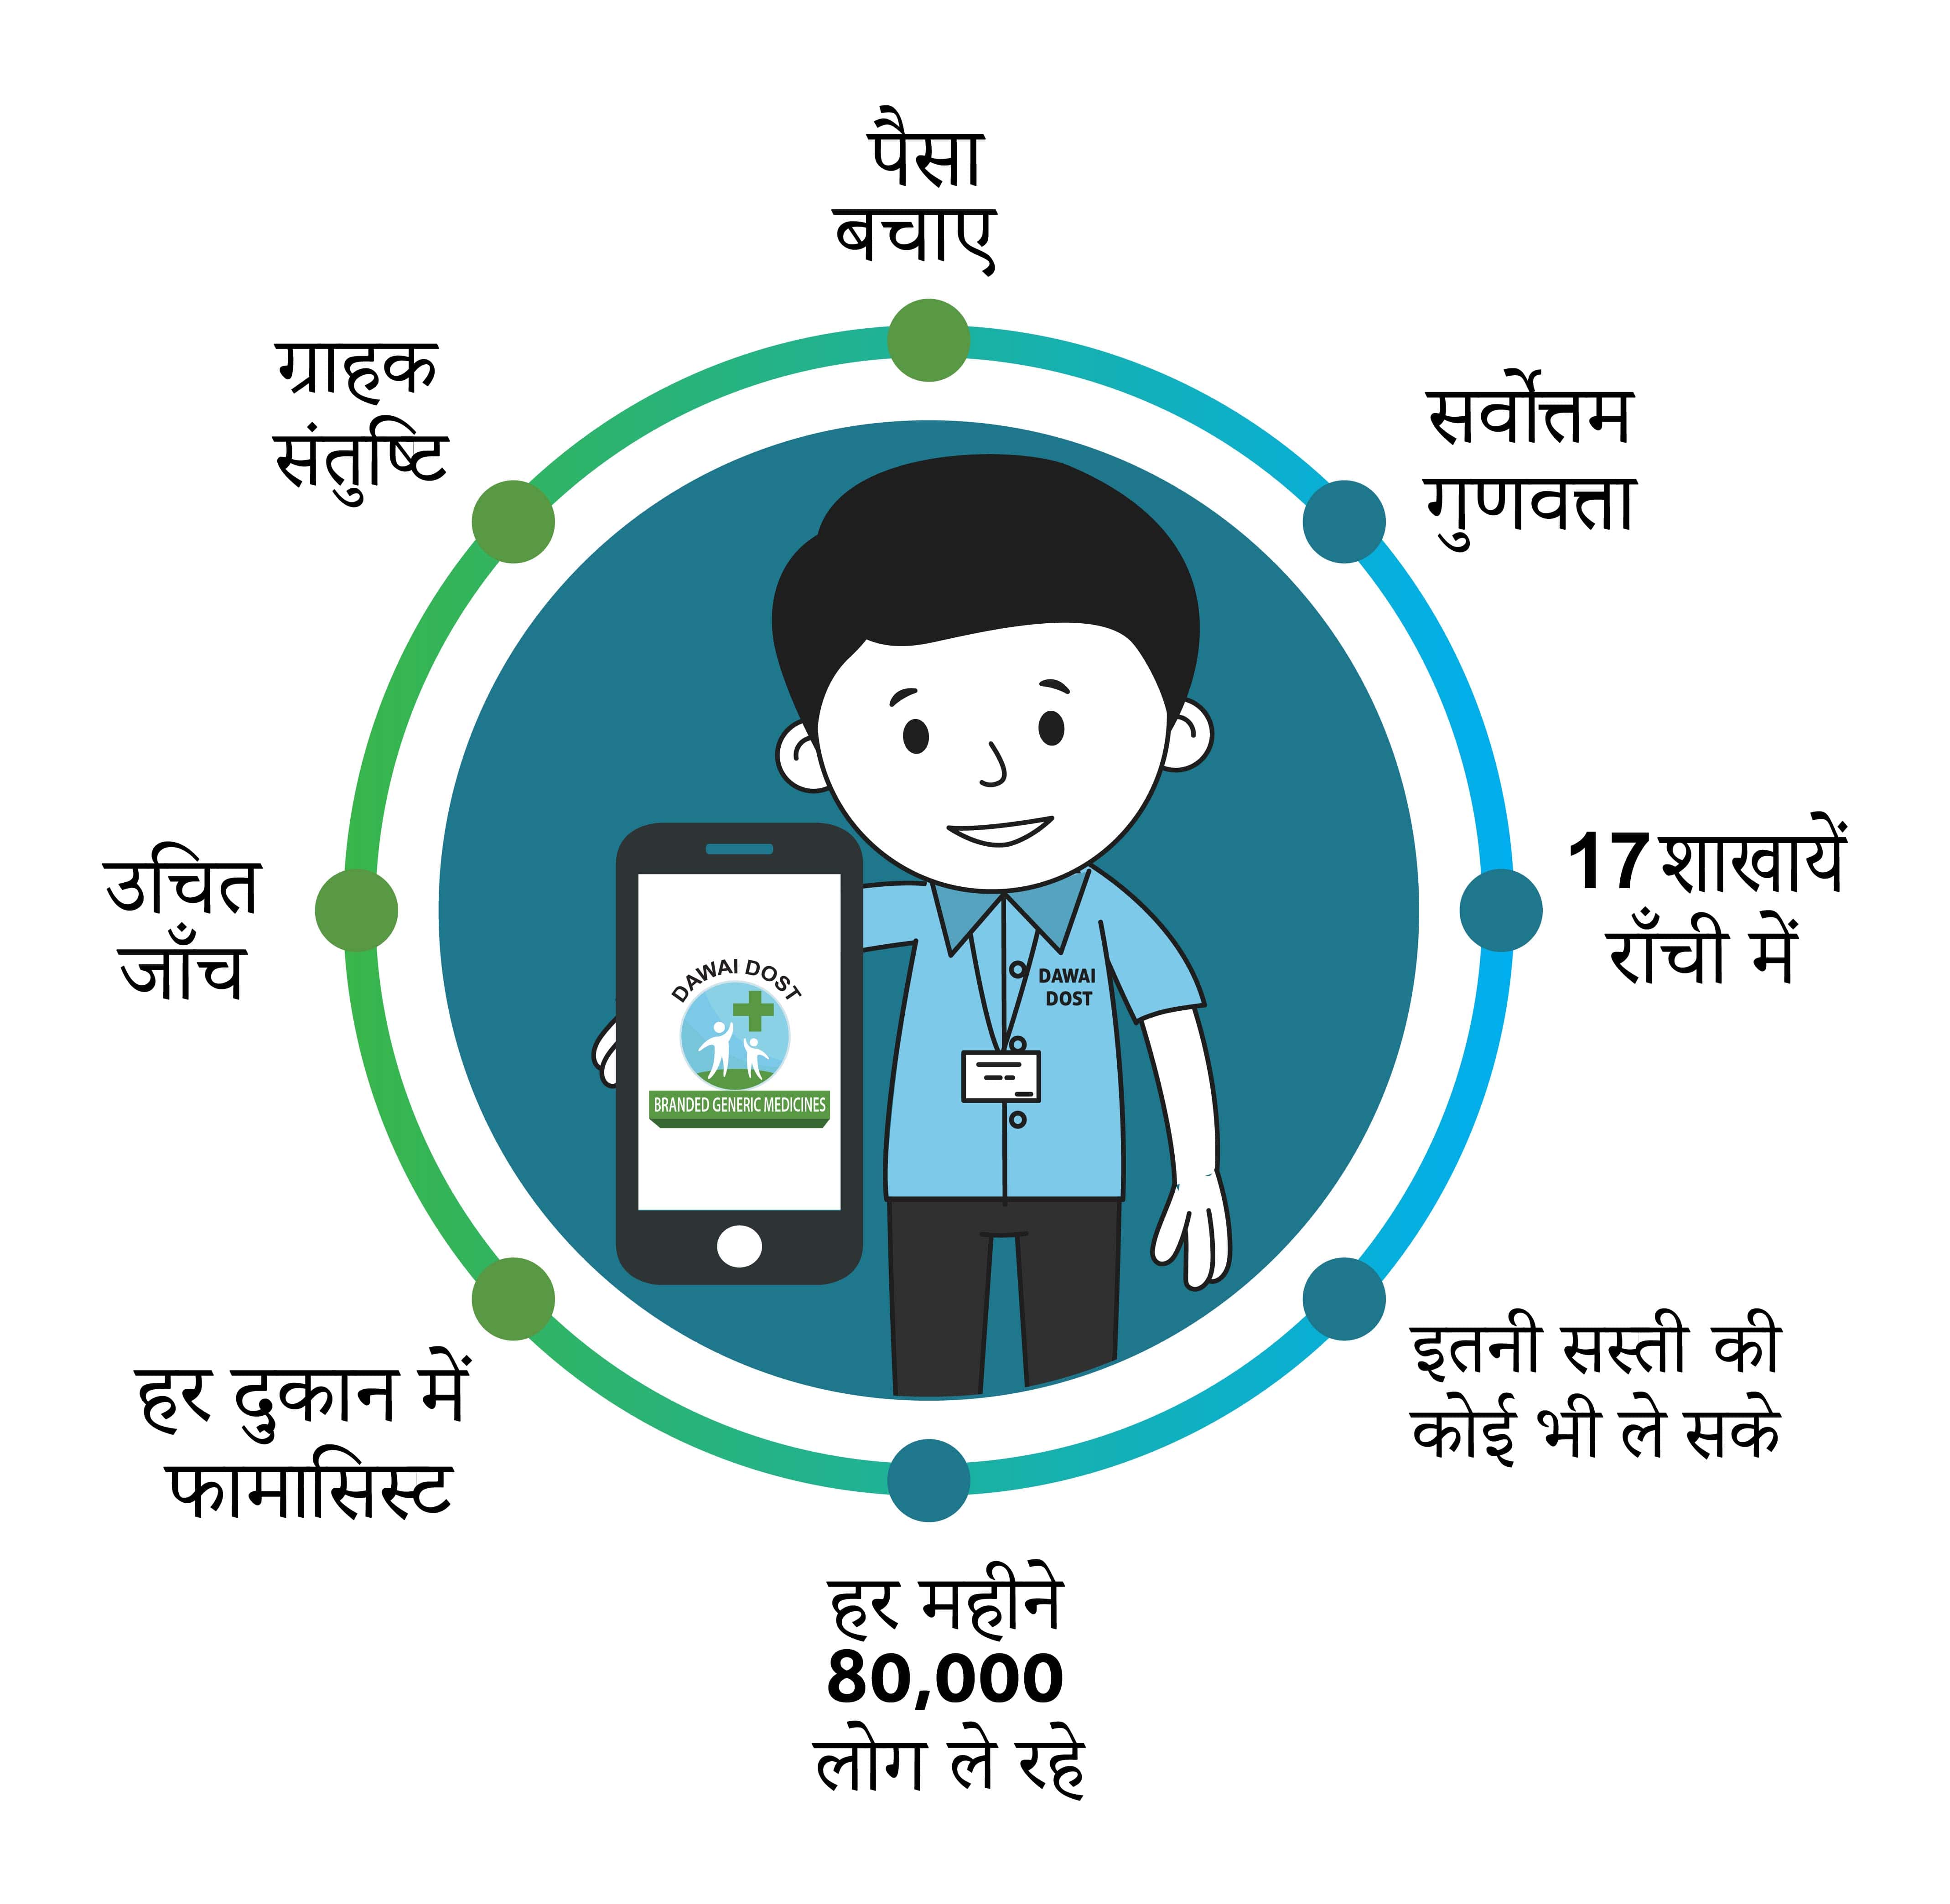 पैसा
बचाए
सर्वोत्तम
गुणवत्ता
17 शाखायें
राँची में
इतनी सस्ती की
कोई भी ले सके
हर महीने
80,000
लोग ले रहे
हर दुकान में
फार्मासिस्ट
उचित
जाँच
ग्राहक
संतुष्टि
DAWAI DOST
BRANDED GENERIC MEDICINES
DAWAI
DOST